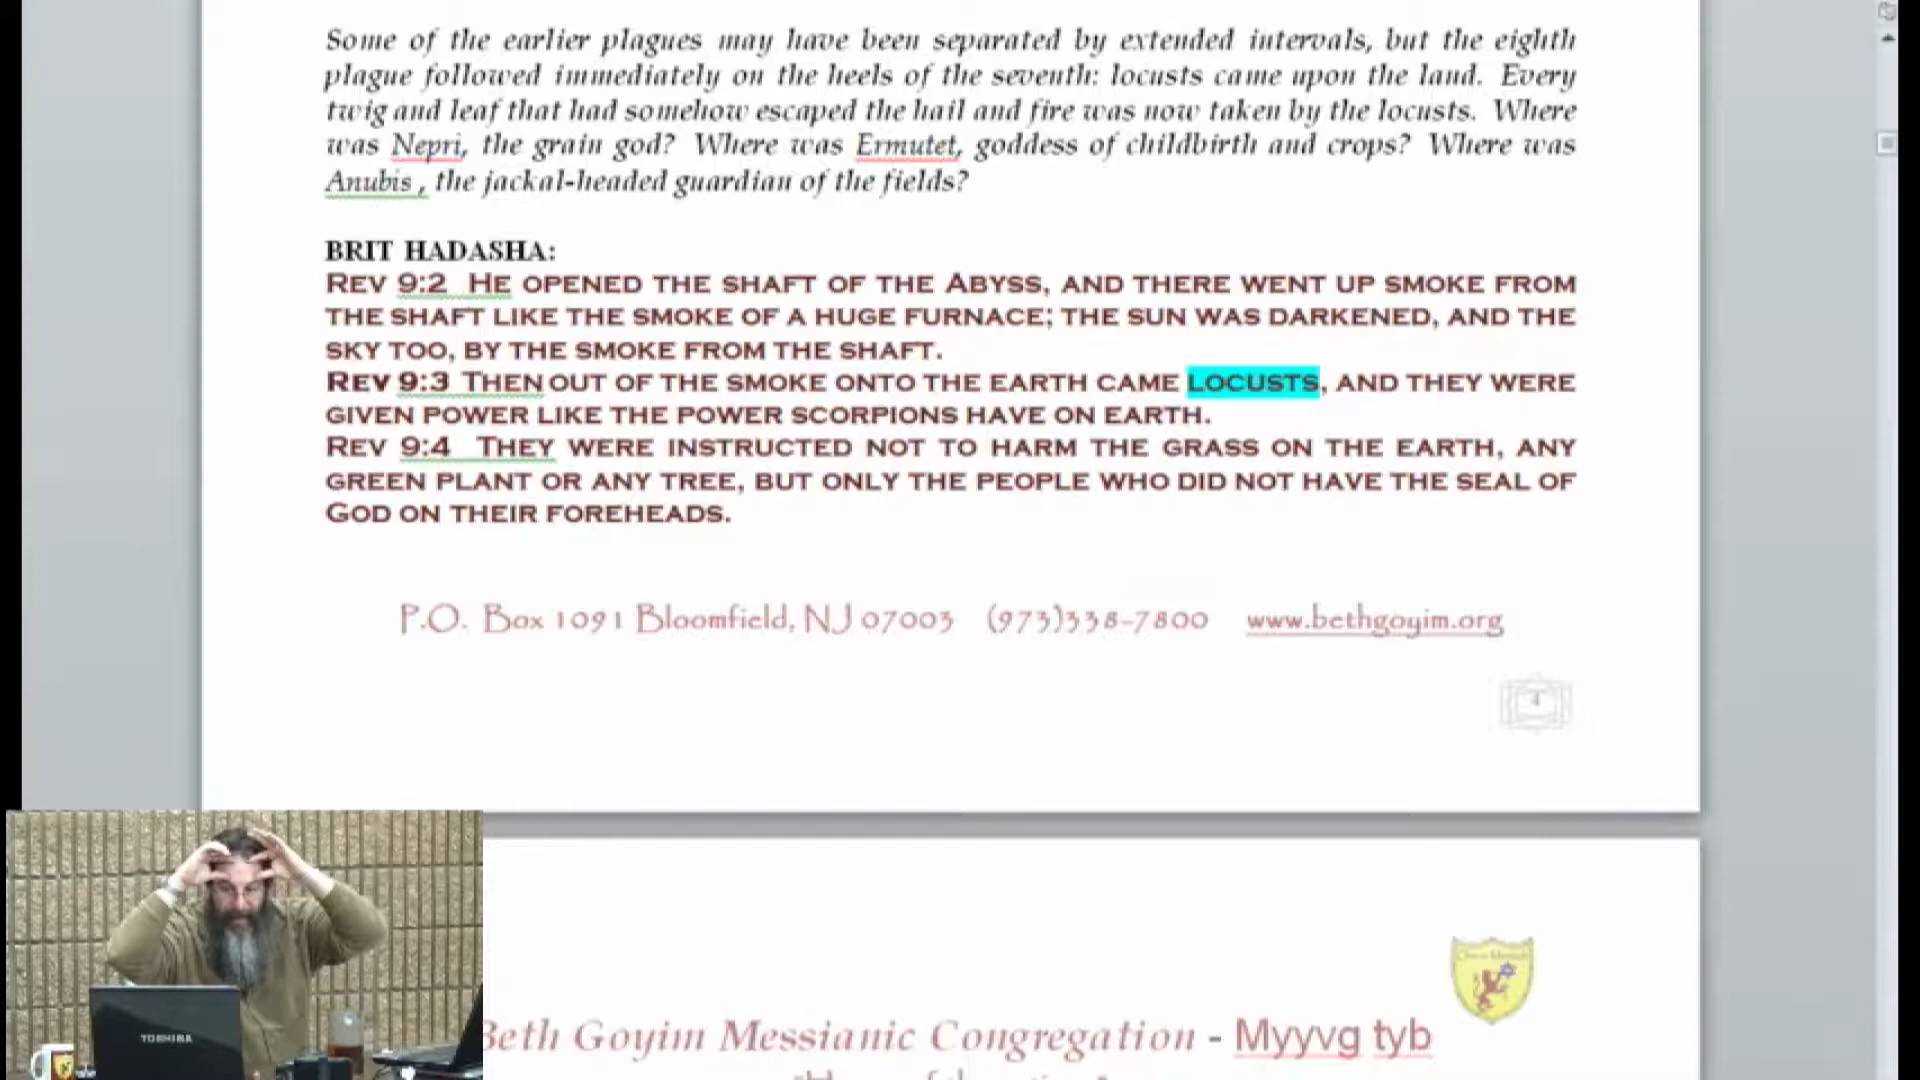 Some of the earlier plagues may have been separated by extended intervals, but the eighth
plague followed immediately on the heels of the seventh: locusts came upon the land. Every
twig and leaf that had somehow escaped the hail and fire was now taken by the locusts. Where
was Nepri, the grain god? Where was Ermutet, goddess of childbirth and crops? Where was
Anubis , the jackal-headed guardian of the fields?
BRIT HADASHA:
REV 9:2 HE OPENED THE SHAFT OF THE ABYSS, AND THERE WENT UP SMOKE FROM
THE SHAFT LIKE THE SMOKE OF A HUGE FURNACE; THE SUN WAS DARKENED, AND THE
SKY TOO, BY THE SMOKE FROM THE SHAFT.
REV 9:3 THEN OUT OF THE SMOKE ONTO THE EARTH CAME LOCUSTS, AND THEY WERE
GIVEN POWER LIKE THE POWER SCORPIONS HAVE ON EARTH.
REV 9:4 THEY WERE INSTRUCTED NOT TO HARM THE GRASS ON THE EARTH, ANY
GREEN PLANT OR ANY TREE, BUT ONLY THE PEOPLE WHO DID NOT HAVE THE SEAL OF
GOD ON THEIR FOREHEADS.
P.O. Box 1091 Bloomfield, NJ 07003 (973)338-7800 www.bethgoyim.org
4
Beth Goyim Messianic Congregation - Myyvg tyb
TOSHIBA